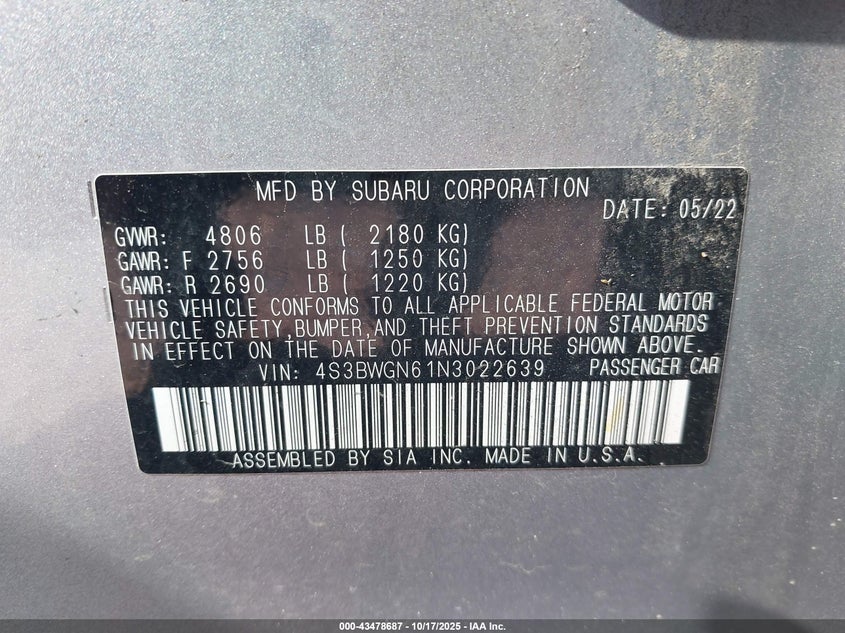 MFD BY SUBARU CORPORATION
DATE: 05/22
GVWR: 4806 LB ( 2180 KG)
GAWR: F 2756 LB ( 1250 KG)
GAWR: R 2690 LB ( 1220 KG)
THIS VEHICLE CONFORMS TO ALL APPLICABLE FEDERAL MOTOR
VEHICLE SAFETY,BUMPER,AND THEFT PREVENTION STANDARDS
IN EFFECT ON THE DATE OF MANUFACTURE SHOWN ABOVE.
VIN: 4S3BWGN61N3022639 PASSENGER CAR
ASSEMBLED BY SIA INC. MADE IN U.S.A.
000-43478687 - 10/17/2025 - IAA Inc.